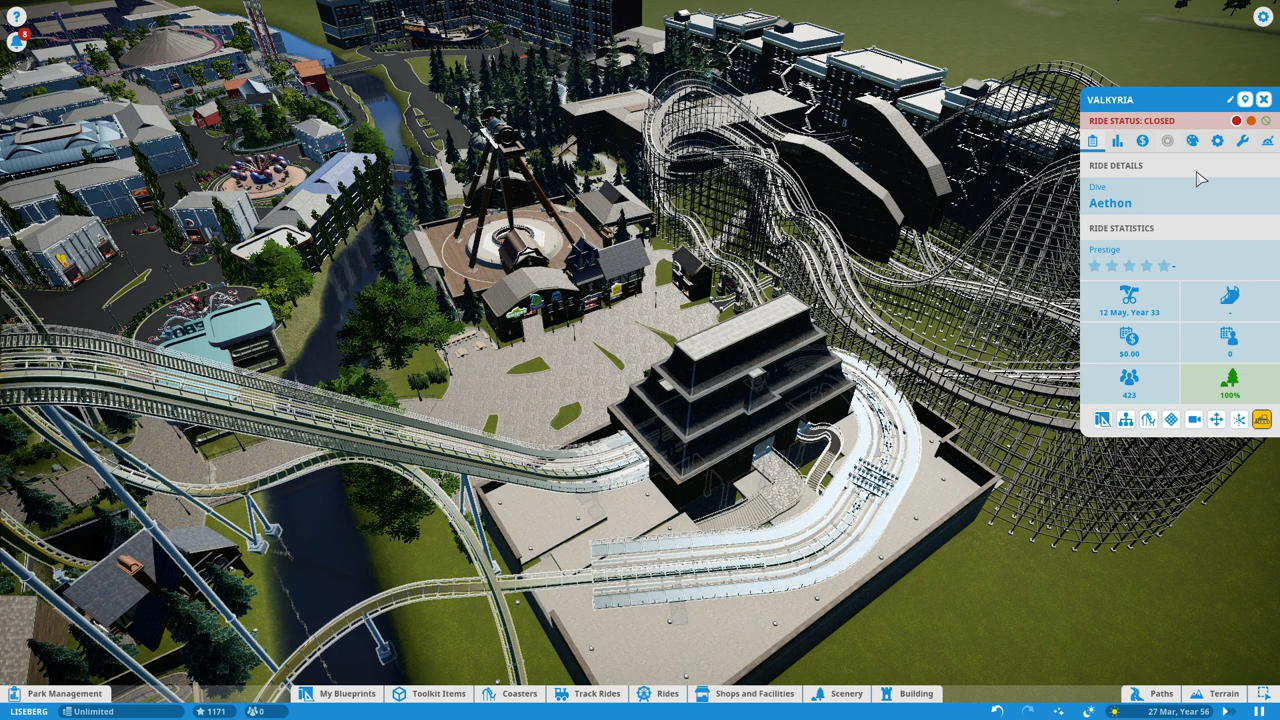 ?
8
VALKYRIA
RIDE STATUS: CLOSED
RIDE DETAILS
Dive
Aethon
RIDE STATISTICS
Prestige
-
12 May, Year 33
-
$0.00
0
423
100%
Park Management
My Blueprints
Toolkit Items
Coasters
Track Rides
Rides
Shops and Facilities
Scenery
Building
Paths
Terrain
LISEBERG
Unlimited
1171
0
27 Mar, Year 56